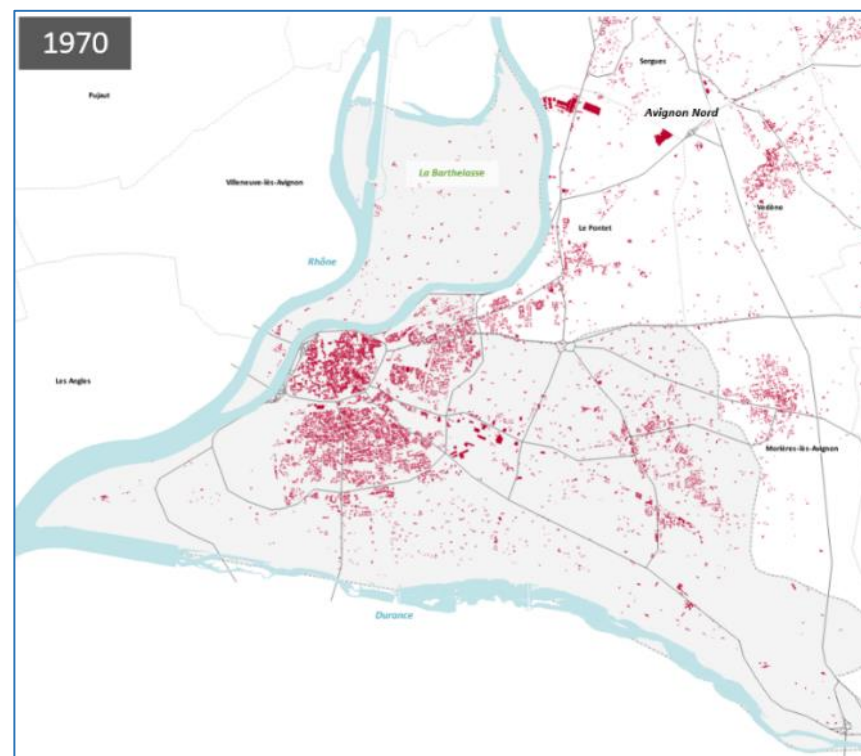 1970
Sorgues
Pujaut
Avignon Nord
La Barthelasse
Villeneuve-lès-Avignon
Vedène
Le Pontet
Rhône
Les Angles
Morières-lès-Avignon
Durance